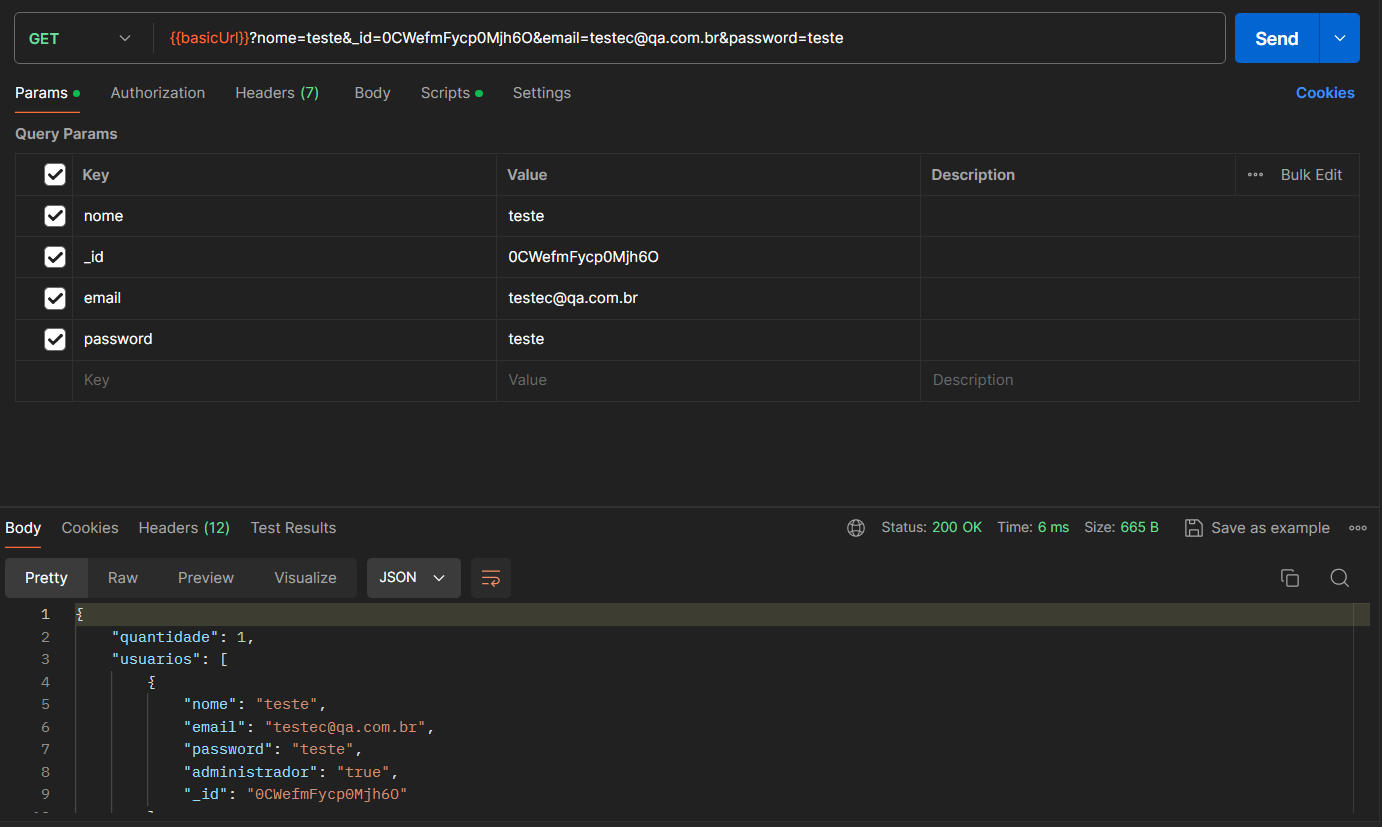 GET {{basicUrl}}?nome=teste&_id=0CWefmFycp0Mjh6O&email=testec@qa.com.br&password=teste Send
Params Authorization Headers (7) Body Scripts Settings Cookies
Query Params
Key Value Description Bulk Edit
nome teste
_id 0CWefmFycp0Mjh6O
email testec@qa.com.br
password teste
Key Value Description
Body Cookies Headers (12) Test Results Status: 200 OK Time: 6 ms Size: 665 B Save as example
Pretty Raw Preview Visualize JSON
1 {
2 "quantidade": 1,
3 "usuarios": [
4 {
5 "nome": "teste",
6 "email": "testec@qa.com.br",
7 "password": "teste",
8 "administrador": "true",
9 "_id": "0CWefmFycp0Mjh6O"